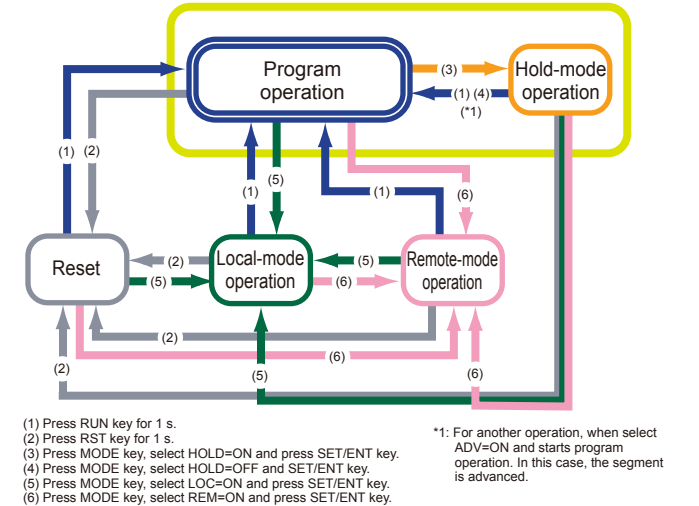 Program
operation
(3)
Hold-mode
operation
(1) (4)
(*1)
(1)
(2)
(1)
(5)
(1)
(6)
Reset
(2)
(5)
Local-mode
operation
(5)
(6)
Remote-mode
operation
(2)
(6)
(2)
(5)
(6)
(1) Press RUN key for 1 s.
(2) Press RST key for 1 s.
(3) Press MODE key, select HOLD=ON and press SET/ENT key.
(4) Press MODE key, select HOLD=OFF and SET/ENT key.
(5) Press MODE key, select LOC=ON and press SET/ENT key.
(6) Press MODE key, select REM=ON and press SET/ENT key.
*1: For another operation, when select
ADV=ON and starts program
operation. In this case, the segment
is advanced.